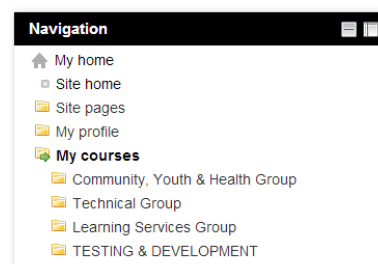 Navigation
My home
Site home
Site pages
My profile
My courses
Community, Youth & Health Group
Technical Group
Learning Services Group
TESTING & DEVELOPMENT